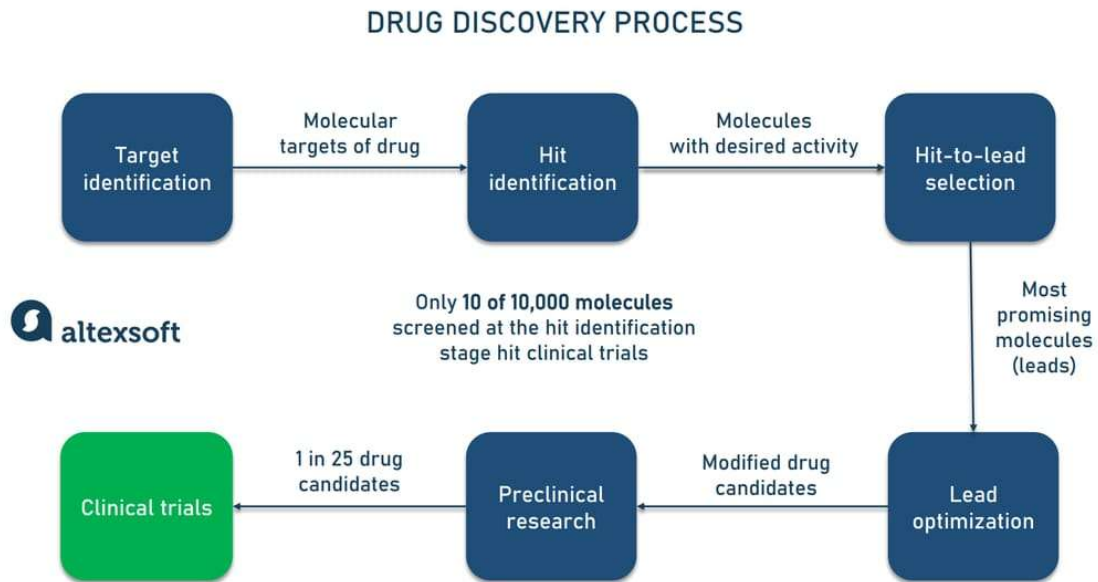 DRUG DISCOVERY PROCESS
Target
identification
Molecular
targets of drug
Hit
identification
Molecules
with desired activity
Hit-to-lead
selection
Most
promising
molecules
(leads)
Only 10 of 10,000 molecules
screened at the hit identification
stage hit clinical trials
altexsoft
Lead
optimization
Modified drug
candidates
Preclinical
research
1 in 25 drug
candidates
Clinical trials